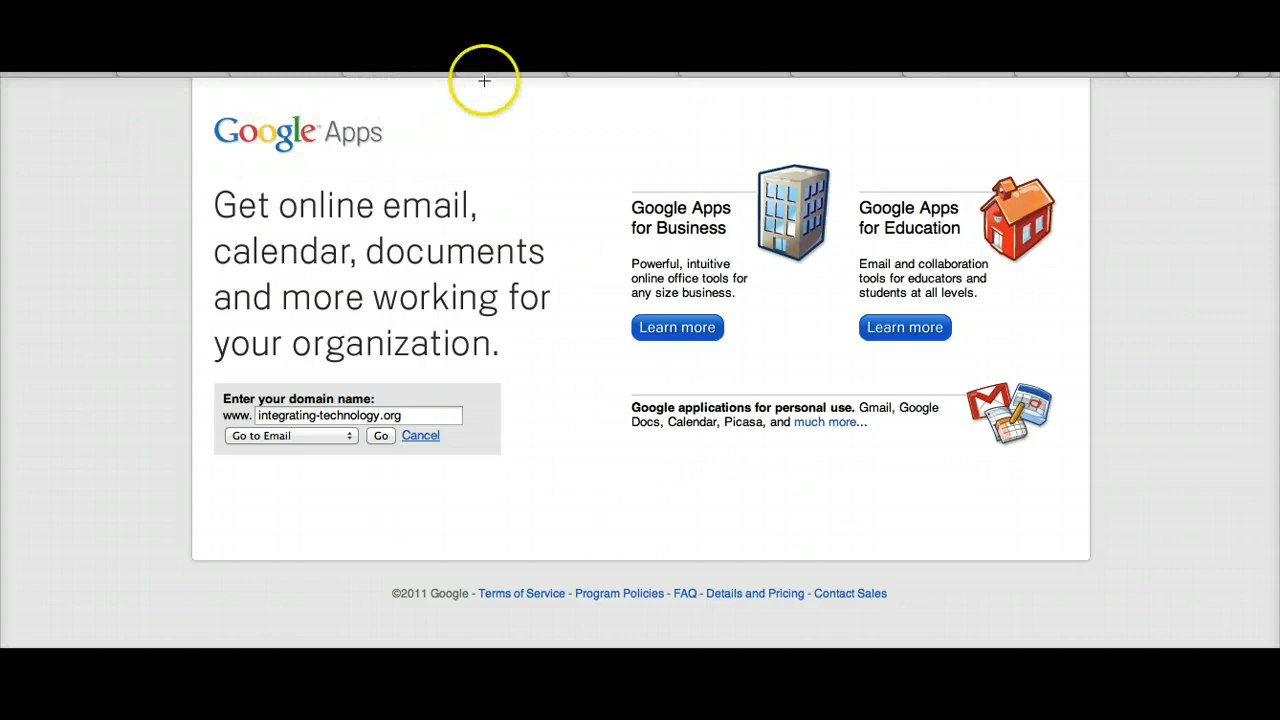 Google™ Apps
Get online email,
calendar, documents
and more working for
your organization.
Enter your domain name:
www. integrating-technology.org
Go to Email Go Cancel
Google Apps
for Business
Powerful, intuitive
online office tools for
any size business.
Learn more
Google Apps
for Education
Email and collaboration
tools for educators and
students at all levels.
Learn more
Google applications for personal use. Gmail, Google
Docs, Calendar, Picasa, and much more...
©2011 Google - Terms of Service - Program Policies - FAQ - Details and Pricing - Contact Sales